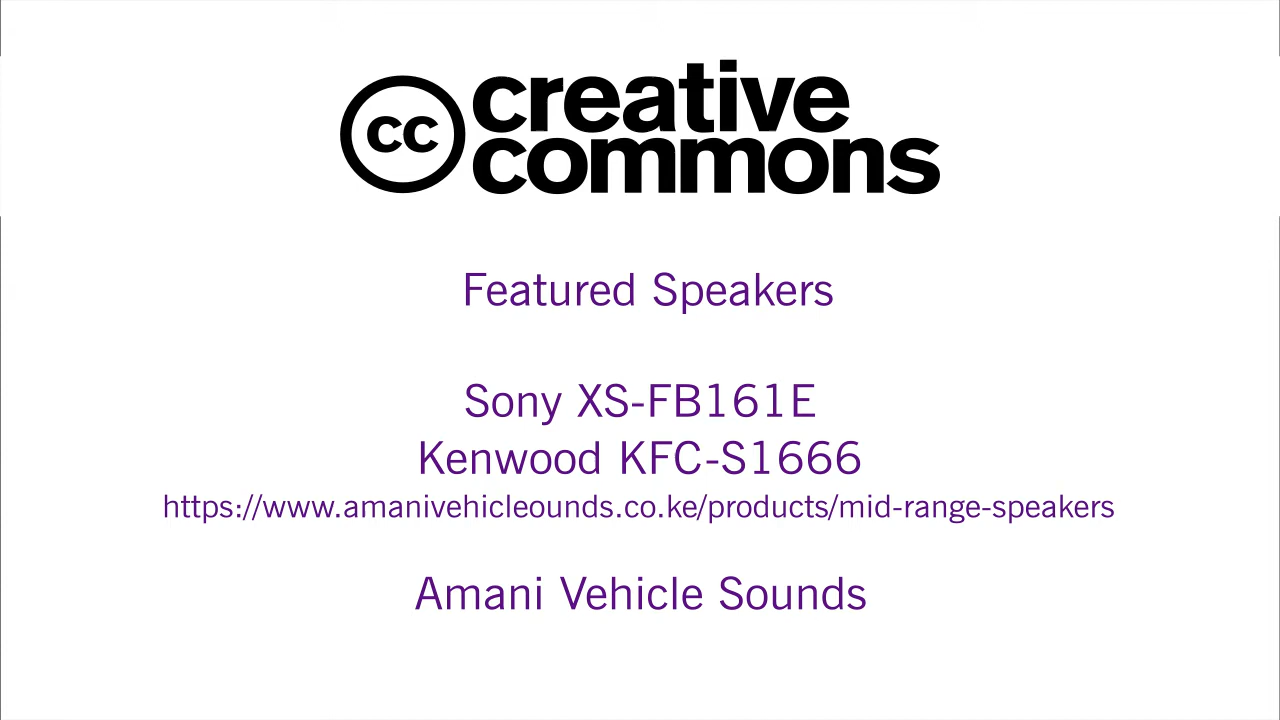 cc creative
commons
Featured Speakers
Sony XS-FB161E
Kenwood KFC-S1666
https://www.amanivehicleounds.co.ke/products/mid-range-speakers
Amani Vehicle Sounds